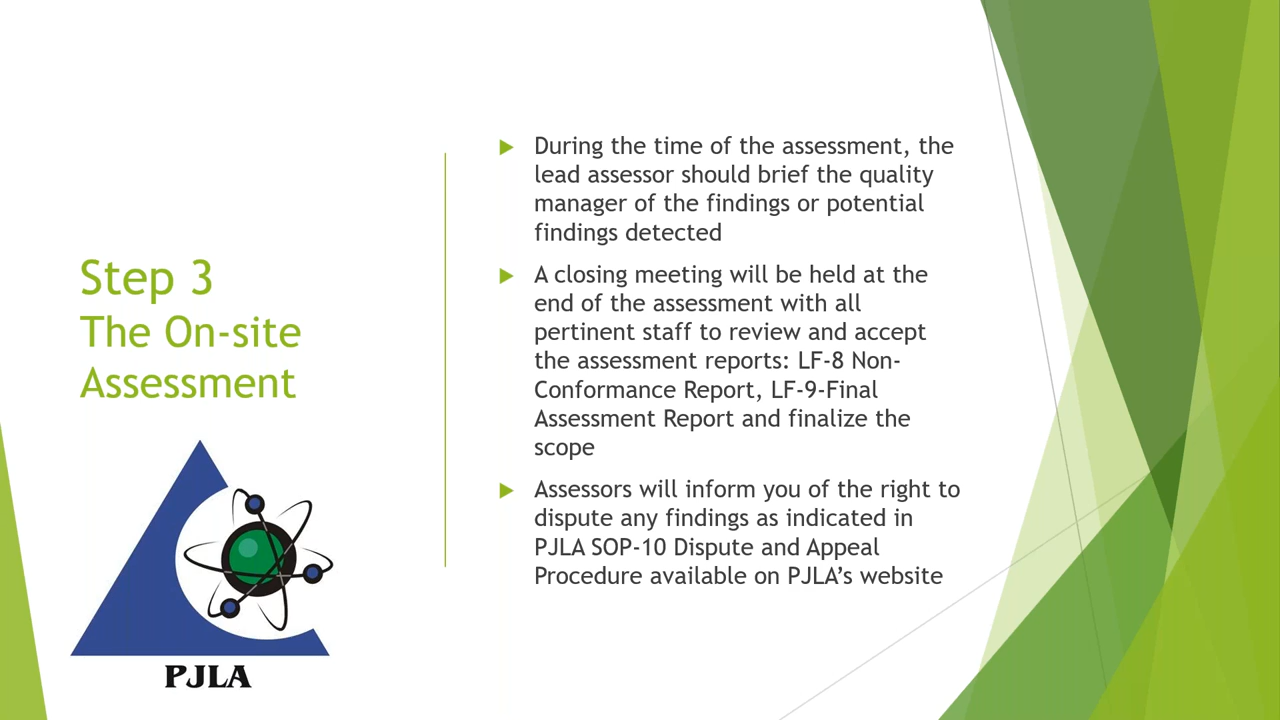 Step 3
The On-site
Assessment
During the time of the assessment, the
lead assessor should brief the quality
manager of the findings or potential
findings detected
A closing meeting will be held at the
end of the assessment with all
pertinent staff to review and accept
the assessment reports: LF-8 Non-
Conformance Report, LF-9-Final
Assessment Report and finalize the
scope
Assessors will inform you of the right to
dispute any findings as indicated in
PJLA SOP-10 Dispute and Appeal
Procedure available on PJLA’s website
PJLA